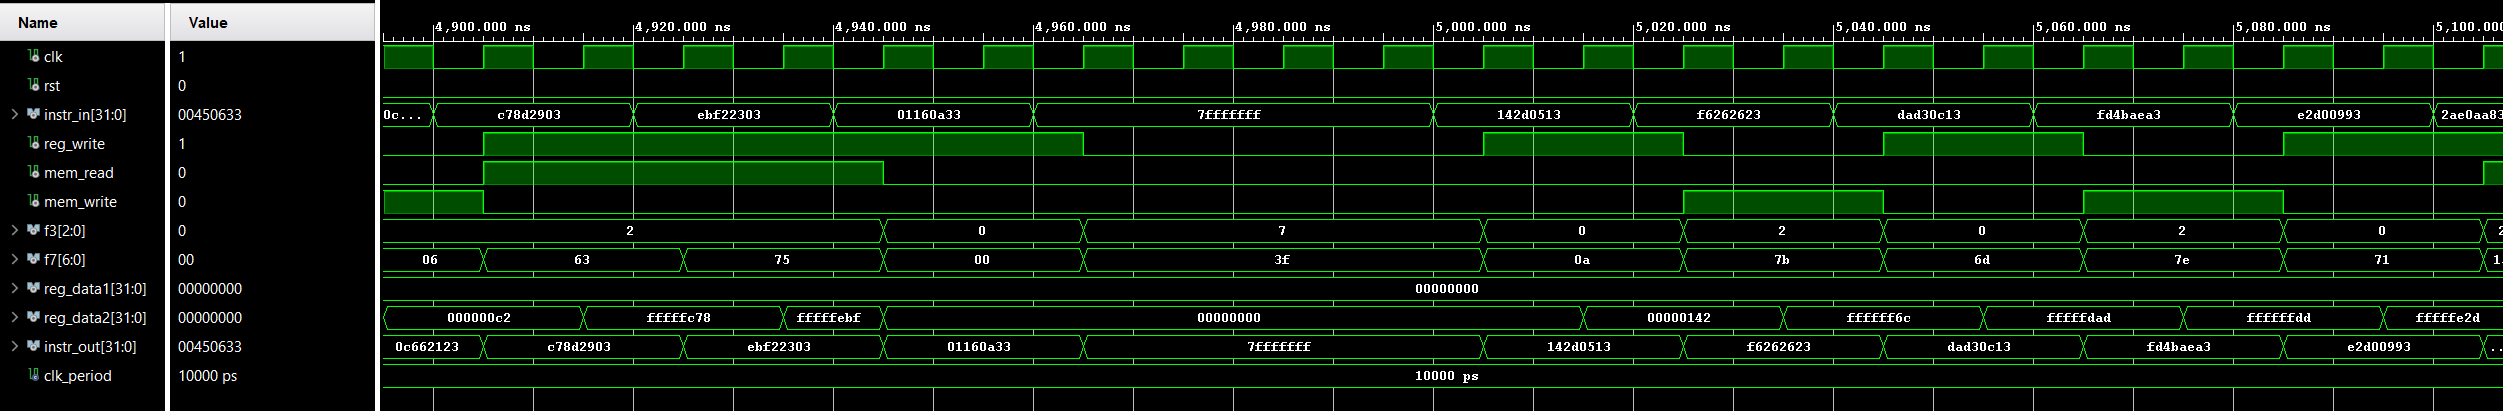 Name Value 4,900.000 ns 4,920.000 ns 4,940.000 ns 4,960.000 ns 4,980.000 ns 5,000.000 ns 5,020.000 ns 5,040.000 ns 5,060.000 ns 5,080.000 ns 5,100.000
clk 1
rst 0
instr_in[31:0] 00450633 0c... c78d2903 ebf22303 01160a33 7fffffff 142d0513 f6262623 dad30c13 fd4baea3 e2d00993 2ae0aa83
reg_write 1
mem_read 0
mem_write 0
f3[2:0] 0 2 0 7 0 2 0 2 0 2
f7[6:0] 00 06 63 75 00 3f 0a 7b 6d 7e 71
reg_data1[31:0] 00000000 00000000
reg_data2[31:0] 00000000 000000c2 fffffc78 fffffebf 00000000 00000142 ffffff6c fffffdad ffffffdd fffffe2d
instr_out[31:0] 00450633 0c662123 c78d2903 ebf22303 01160a33 7fffffff 142d0513 f6262623 dad30c13 fd4baea3 e2d00993 ..
clk_period 10000 ps 10000 ps